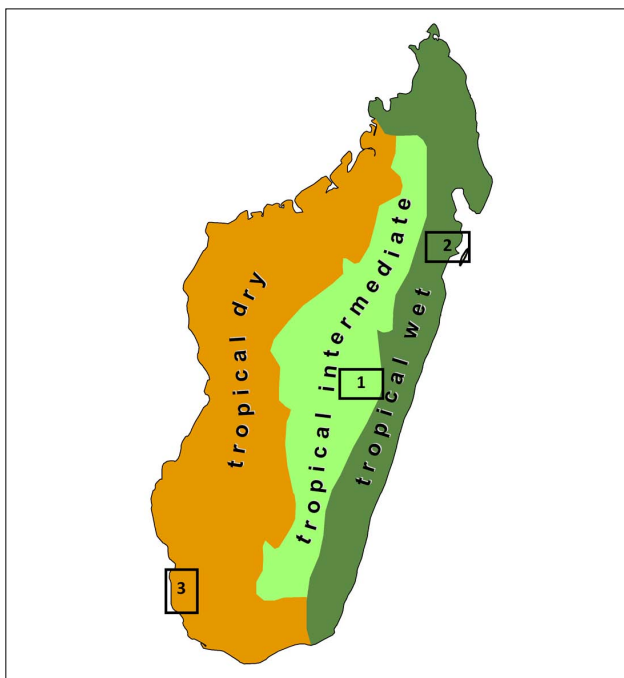 tropical dry
tropical intermediate
tropical wet
2
1
3